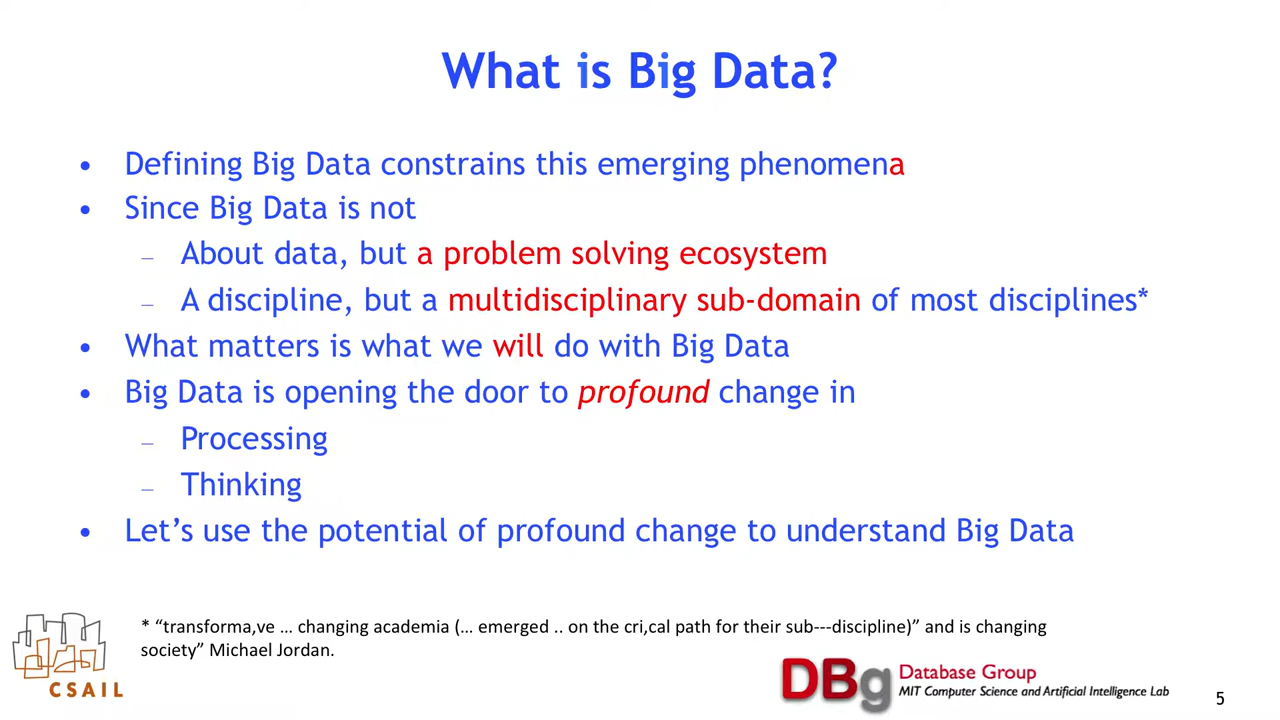 What is Big Data?
• Defining Big Data constrains this emerging phenomena
• Since Big Data is not
– About data, but a problem solving ecosystem
– A discipline, but a multidisciplinary sub-domain of most disciplines*
• What matters is what we will do with Big Data
• Big Data is opening the door to profound change in
– Processing
– Thinking
• Let’s use the potential of profound change to understand Big Data
* “transforma,ve … changing academia (… emerged .. on the cri,cal path for their sub---discipline)” and is changing
society” Michael Jordan.
CSAIL
DBg Database Group
MIT Computer Science and Artificial Intelligence Lab
5